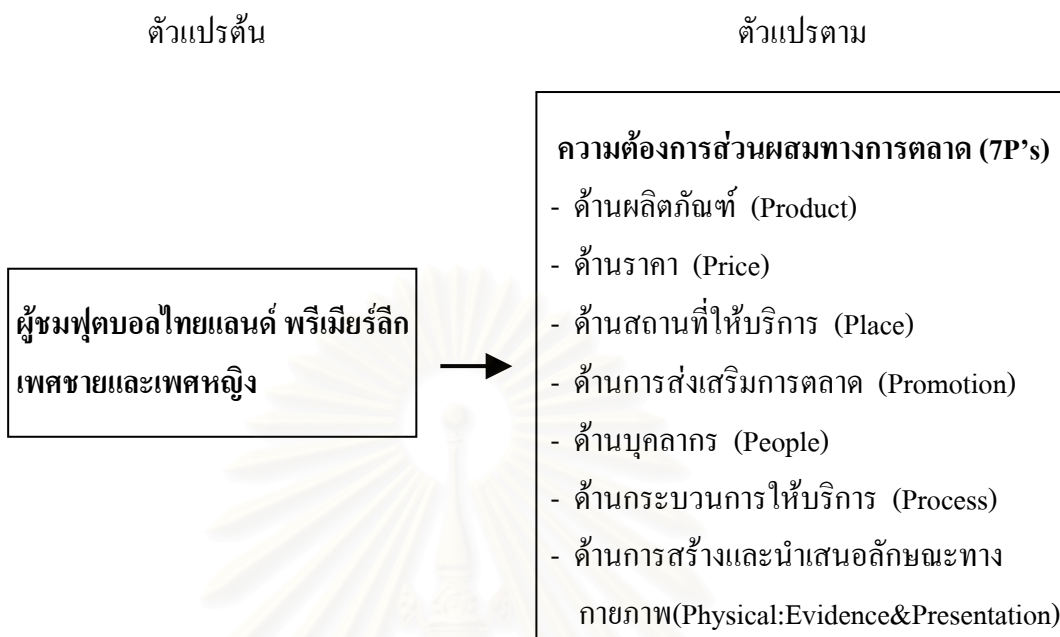 ตัวแปรต้น
ตัวแปรตาม
ผู้ชมฟุตบอลไทยแลนด์ พรีเมียร์ลีก
เพศชายและเพศหญิง
ความต้องการส่วนผสมทางการตลาด (7P’s)
- ด้านผลิตภัณฑ์ (Product)
- ด้านราคา (Price)
- ด้านสถานที่ให้บริการ (Place)
- ด้านการส่งเสริมการตลาด (Promotion)
- ด้านบุคลากร (People)
- ด้านกระบวนการให้บริการ (Process)
- ด้านการสร้างและนำเสนอลักษณะทาง
กายภาพ(Physical:Evidence&Presentation)